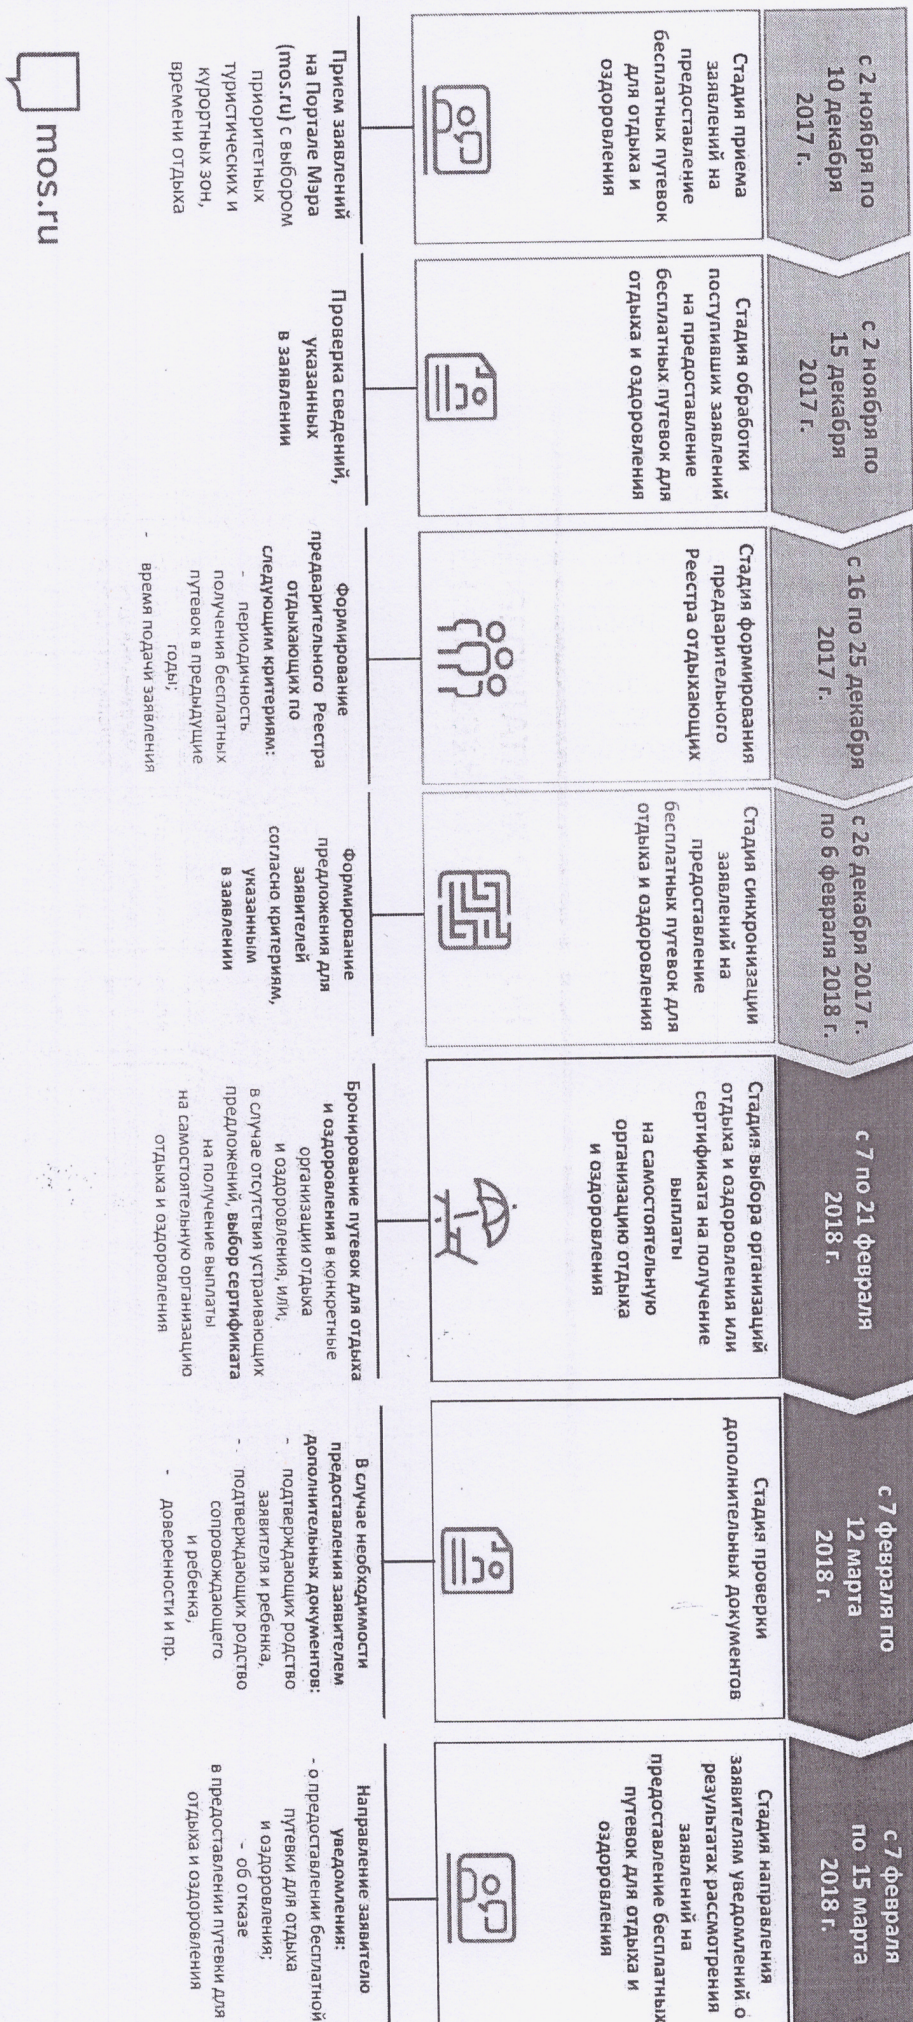 с 2 ноября по
10 декабря
2017 г.
Стадия приема
заявлений на
предоставление
бесплатных путевок
для отдыха и
оздоровления
Прием заявлений
на Портале Мэра
(mos.ru) с выбором
приоритетных
туристических и
курортных зон,
времени отдыха
с 2 ноября по
15 декабря
2017 г.
Стадия обработки
поступивших заявлений
на предоставление
бесплатных путевок для
отдыха и оздоровления
Проверка сведений,
указанных
в заявлении
с 16 по 25 декабря
2017 г.
Стадия формирования
предварительного
Реестра отдыхающих
Формирование
предварительного Реестра
отдыхающих по
следующим критериям:
- периодичность
получения бесплатных
путевок в предыдущие
годы;
- время подачи заявления
с 26 декабря 2017 г.
по 6 февраля 2018 г.
Стадия синхронизации
заявлений на
предоставление
бесплатных путевок для
отдыха и оздоровления
Формирование
предложения для
заявителей
согласно критериям,
указанным
в заявлении
с 7 по 21 февраля
2018 г.
Стадия выбора организаций
отдыха и оздоровления или
сертификата на получение
выплаты
на самостоятельную
организацию отдыха
и оздоровления
Бронирование путевок для отдыха
и оздоровления в конкретные
организации отдыха
и оздоровления, или,
в случае отсутствия устраивающих
предложений, выбор сертификата
на получение выплаты
на самостоятельную организацию
отдыха и оздоровления
с 7 февраля по
12 марта
2018 г.
Стадия проверки
дополнительных документов
В случае необходимости
предоставления заявителем
дополнительных документов:
- подтверждающих родство
заявителя и ребенка,
- подтверждающих родство
сопровождающего
и ребенка,
- доверенности и пр.
с 7 февраля
по 15 марта
2018 г.
Стадия направления
заявителям уведомлений о
результатах рассмотрения
заявлений на
предоставление бесплатных
путевок для отдыха и
оздоровления
Направление заявителю
уведомления:
- о предоставлении бесплатной
путевки для отдыха
и оздоровления;
- об отказе
в предоставлении путевки для
отдыха и оздоровления
mos.ru